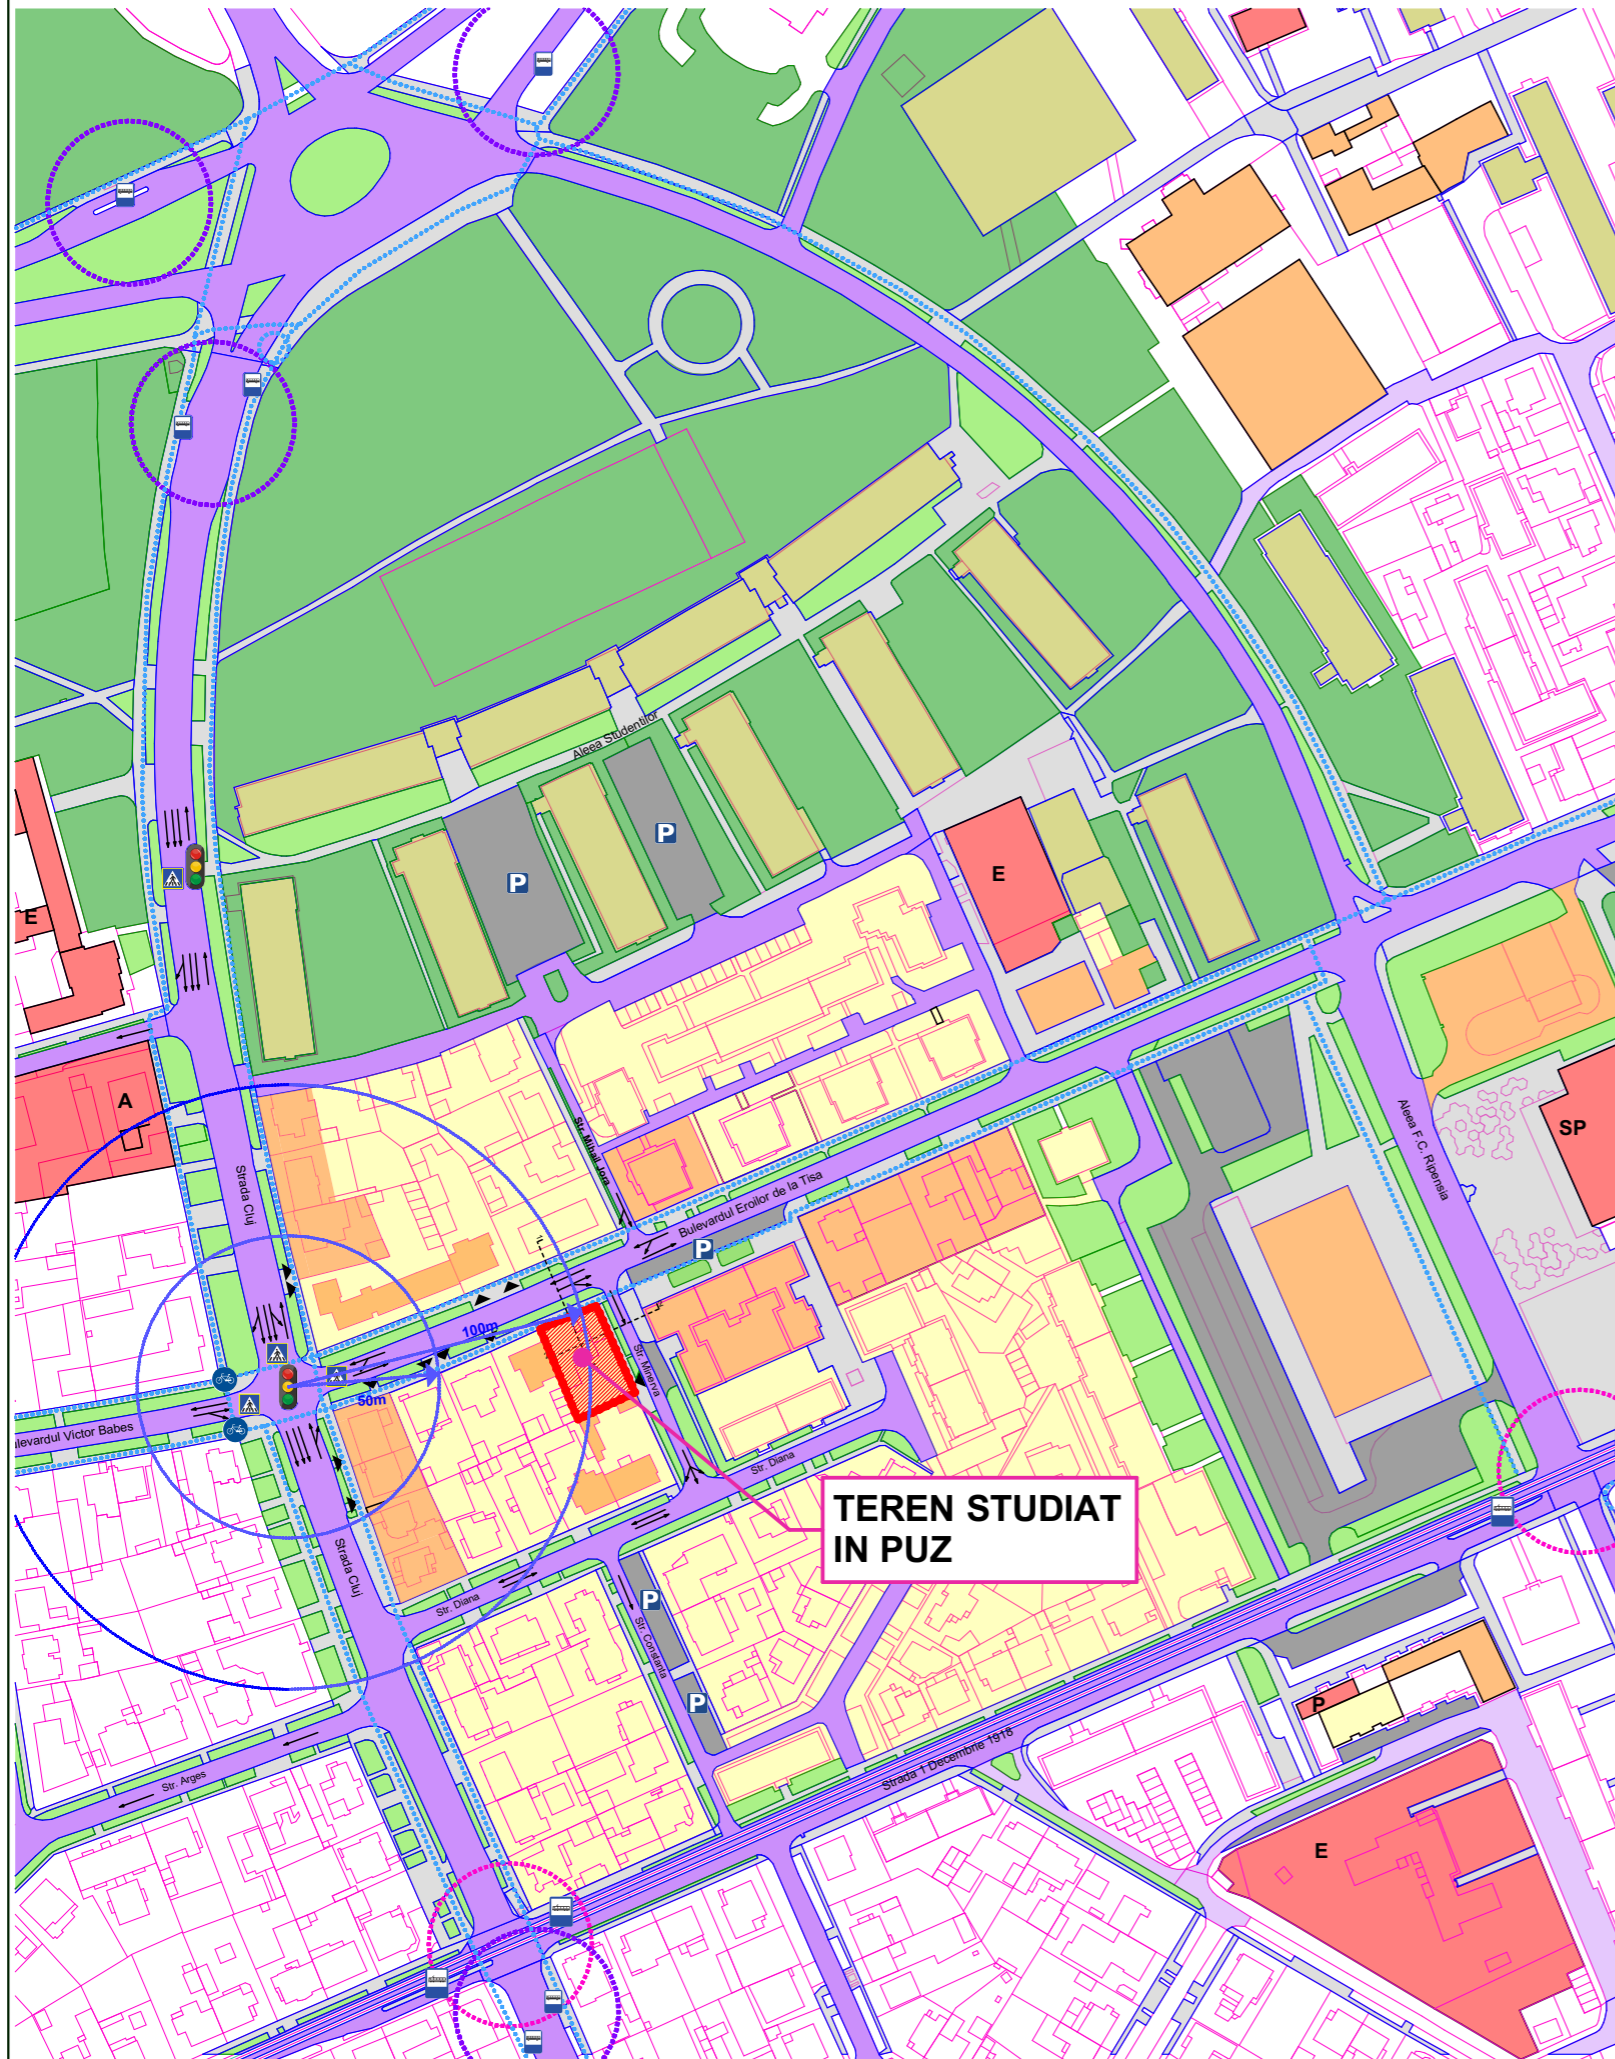 Aleea Studentilor
P
P
E
E
A
SP
Aleea F.C. Ripensia
Strada Cluj
Str. Mihail Jora
Bulevardul Eroilor de la Tisa
P
100m
50m
Str. Minerva
levardul Victor Babes
Str. Diana
TEREN STUDIAT
IN PUZ
Strada Cluj
Str. Diana
P
Str. Constanta
P
P
Strada 1 Decembrie 1918
Str. Arges
E